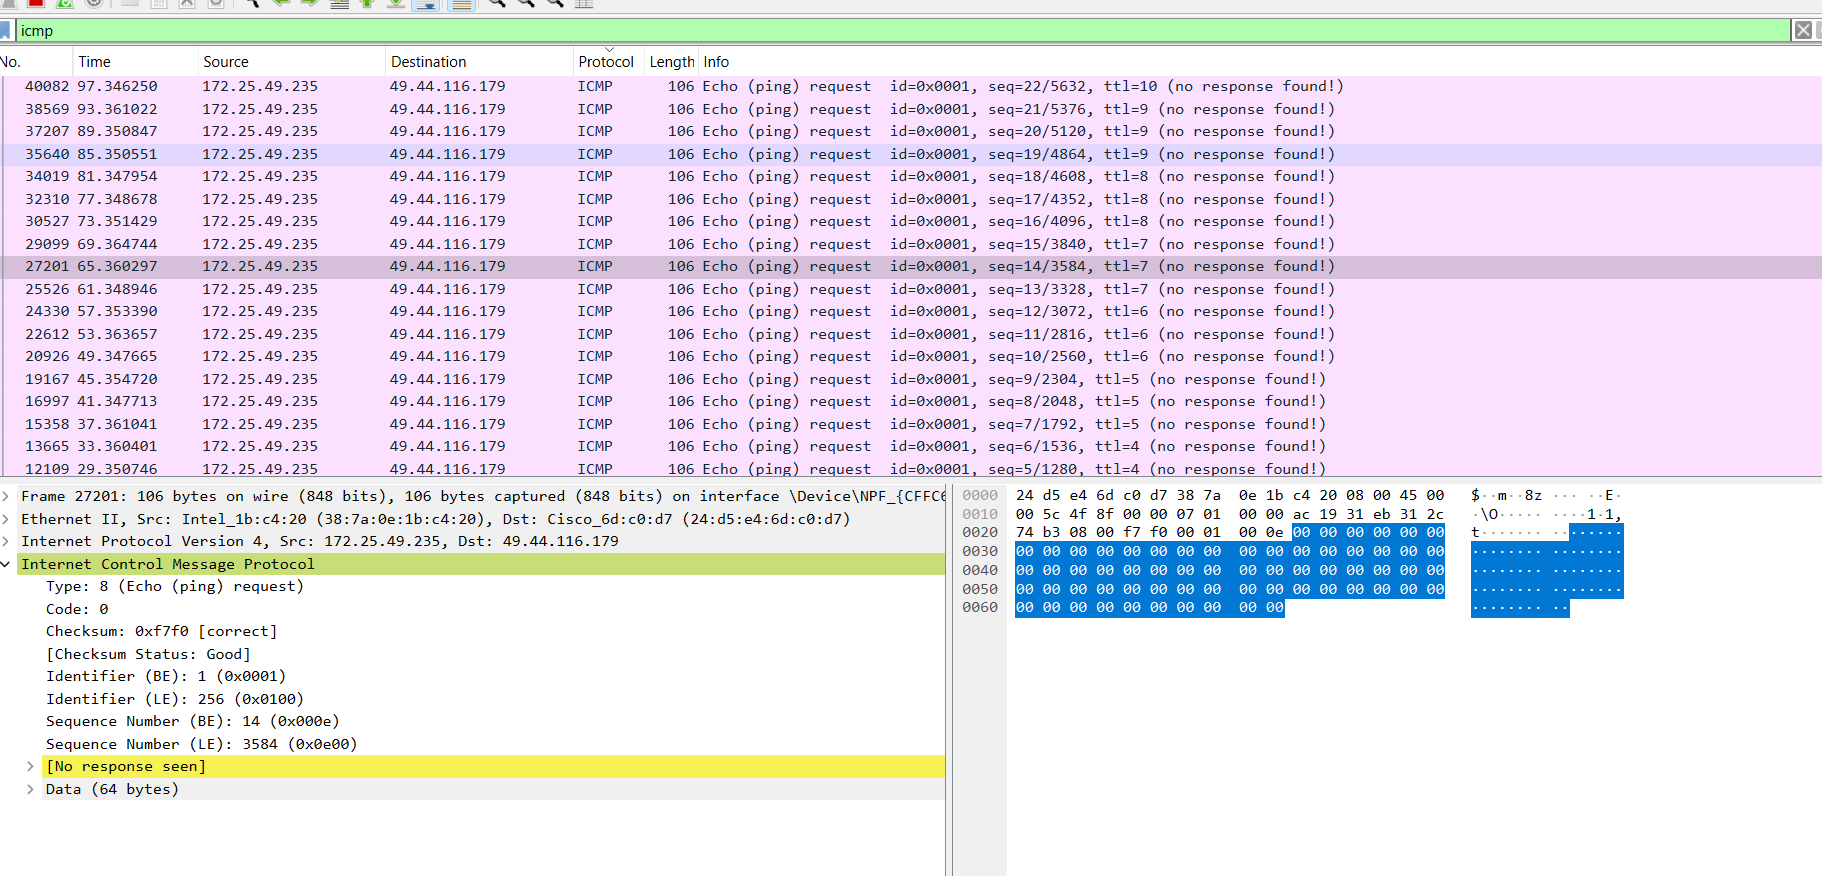 icmp
No. Time Source Destination Protocol Length Info
40082 97.346250 172.25.49.235 49.44.116.179 ICMP 106 Echo (ping) request id=0x0001, seq=22/5632, ttl=10 (no response found!)
38569 93.361022 172.25.49.235 49.44.116.179 ICMP 106 Echo (ping) request id=0x0001, seq=21/5376, ttl=9 (no response found!)
37207 89.350847 172.25.49.235 49.44.116.179 ICMP 106 Echo (ping) request id=0x0001, seq=20/5120, ttl=9 (no response found!)
35640 85.350551 172.25.49.235 49.44.116.179 ICMP 106 Echo (ping) request id=0x0001, seq=19/4864, ttl=9 (no response found!)
34019 81.347954 172.25.49.235 49.44.116.179 ICMP 106 Echo (ping) request id=0x0001, seq=18/4608, ttl=8 (no response found!)
32310 77.348678 172.25.49.235 49.44.116.179 ICMP 106 Echo (ping) request id=0x0001, seq=17/4352, ttl=8 (no response found!)
30527 73.351429 172.25.49.235 49.44.116.179 ICMP 106 Echo (ping) request id=0x0001, seq=16/4096, ttl=8 (no response found!)
29099 69.364744 172.25.49.235 49.44.116.179 ICMP 106 Echo (ping) request id=0x0001, seq=15/3840, ttl=7 (no response found!)
27201 65.360297 172.25.49.235 49.44.116.179 ICMP 106 Echo (ping) request id=0x0001, seq=14/3584, ttl=7 (no response found!)
25526 61.348946 172.25.49.235 49.44.116.179 ICMP 106 Echo (ping) request id=0x0001, seq=13/3328, ttl=7 (no response found!)
24330 57.353390 172.25.49.235 49.44.116.179 ICMP 106 Echo (ping) request id=0x0001, seq=12/3072, ttl=6 (no response found!)
22612 53.363657 172.25.49.235 49.44.116.179 ICMP 106 Echo (ping) request id=0x0001, seq=11/2816, ttl=6 (no response found!)
20926 49.347665 172.25.49.235 49.44.116.179 ICMP 106 Echo (ping) request id=0x0001, seq=10/2560, ttl=6 (no response found!)
19167 45.354720 172.25.49.235 49.44.116.179 ICMP 106 Echo (ping) request id=0x0001, seq=9/2304, ttl=5 (no response found!)
16997 41.347713 172.25.49.235 49.44.116.179 ICMP 106 Echo (ping) request id=0x0001, seq=8/2048, ttl=5 (no response found!)
15358 37.361041 172.25.49.235 49.44.116.179 ICMP 106 Echo (ping) request id=0x0001, seq=7/1792, ttl=5 (no response found!)
13665 33.360401 172.25.49.235 49.44.116.179 ICMP 106 Echo (ping) request id=0x0001, seq=6/1536, ttl=4 (no response found!)
12109 29.350746 172.25.49.235 49.44.116.179 ICMP 106 Echo (ping) request id=0x0001, seq=5/1280, ttl=4 (no response found!)
Frame 27201: 106 bytes on wire (848 bits), 106 bytes captured (848 bits) on interface \Device\NPF_{CFFC6
Ethernet II, Src: Intel_1b:c4:20 (38:7a:0e:1b:c4:20), Dst: Cisco_6d:c0:d7 (24:d5:e4:6d:c0:d7)
Internet Protocol Version 4, Src: 172.25.49.235, Dst: 49.44.116.179
Internet Control Message Protocol
Type: 8 (Echo (ping) request)
Code: 0
Checksum: 0xf7f0 [correct]
[Checksum Status: Good]
Identifier (BE): 1 (0x0001)
Identifier (LE): 256 (0x0100)
Sequence Number (BE): 14 (0x000e)
Sequence Number (LE): 3584 (0x0e00)
[No response seen]
Data (64 bytes)
0000 24 d5 e4 6d c0 d7 38 7a 0e 1b c4 20 08 00 45 00 $··m··8z ··· ··E·
0010 00 5c 4f 8f 00 00 07 01 00 00 ac 19 31 eb 31 2c ·\O····· ····1·1,
0020 74 b3 08 00 f7 f0 00 01 00 0e 00 00 00 00 00 00 t······· ········
0030 00 00 00 00 00 00 00 00 00 00 00 00 00 00 00 00 ········ ········
0040 00 00 00 00 00 00 00 00 00 00 00 00 00 00 00 00 ········ ········
0050 00 00 00 00 00 00 00 00 00 00 00 00 00 00 00 00 ········ ········
0060 00 00 00 00 00 00 00 00 00 00 ········ ··